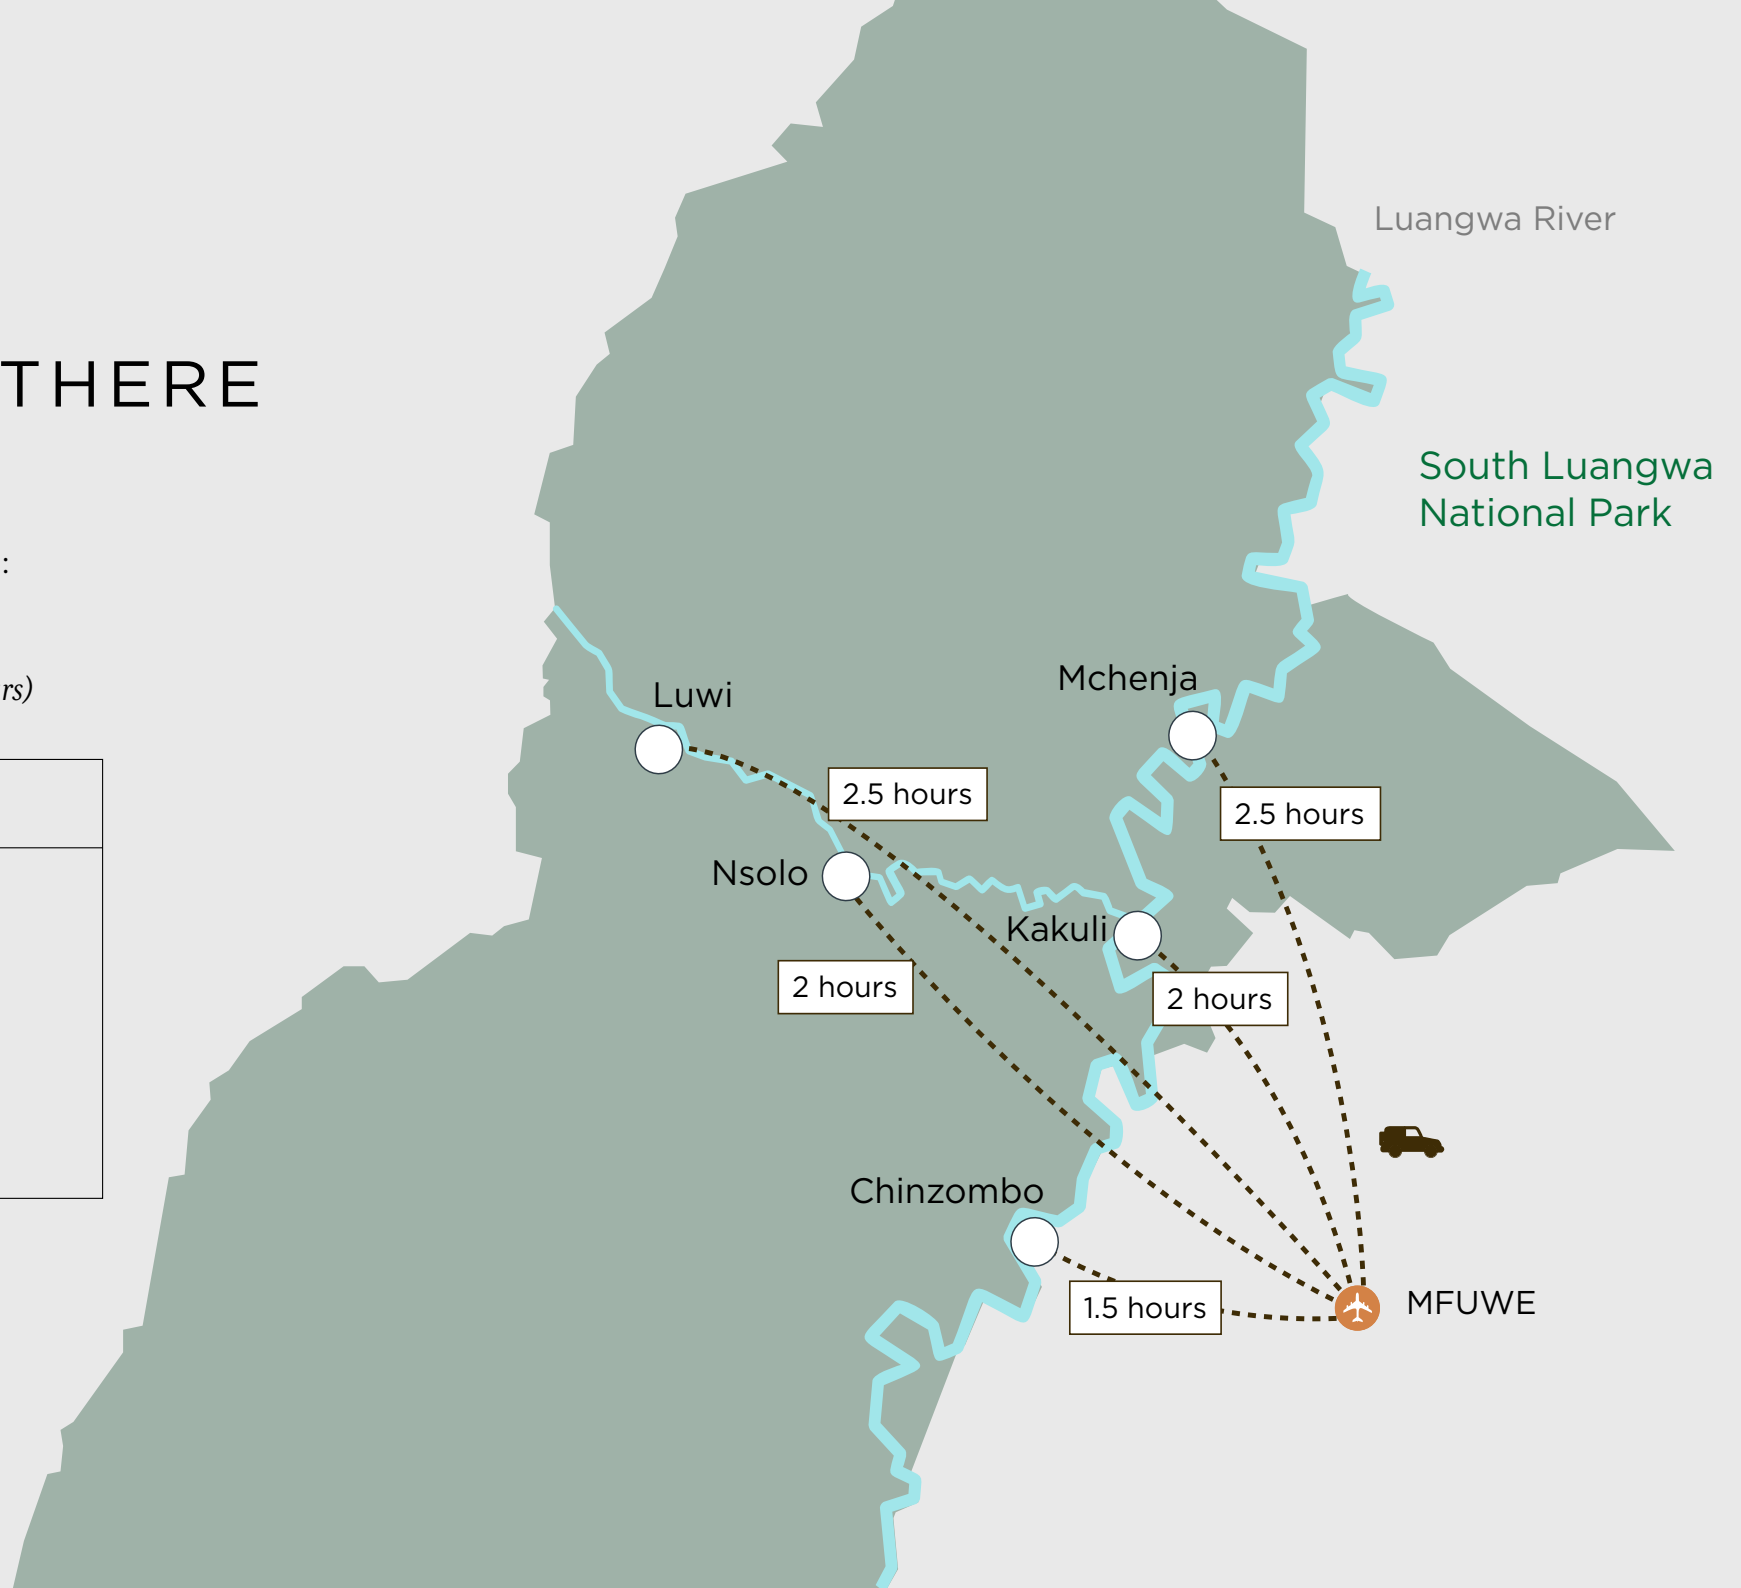 THERE
:
rs)
Luangwa River
South Luangwa
National Park
Mchenja
Luwi
2.5 hours
2.5 hours
Nsolo
Kakuli
2 hours
2 hours
Chinzombo
1.5 hours
MFUWE